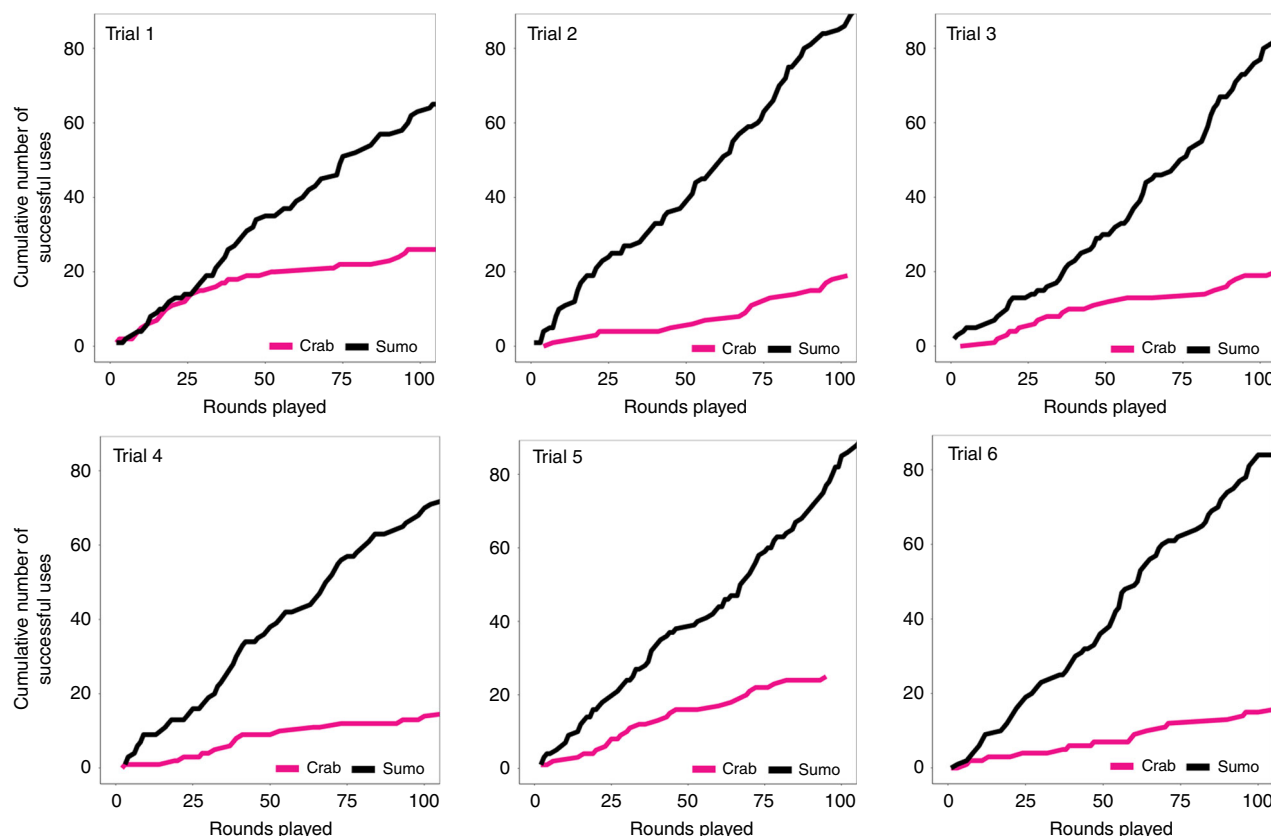 Trial 1
Cumulative number of
successful uses
80
60
40
20
0
Crab Sumo
0 25 50 75 100
Rounds played
Trial 2
80
60
40
20
0
Crab Sumo
0 25 50 75 100
Rounds played
Trial 3
80
60
40
20
0
Crab Sumo
0 25 50 75 100
Rounds played
Trial 4
Cumulative number of
successful uses
80
60
40
20
0
Crab Sumo
0 25 50 75 100
Rounds played
Trial 5
80
60
40
20
0
Crab Sumo
0 25 50 75 100
Rounds played
Trial 6
80
60
40
20
0
Crab Sumo
0 25 50 75 100
Rounds played